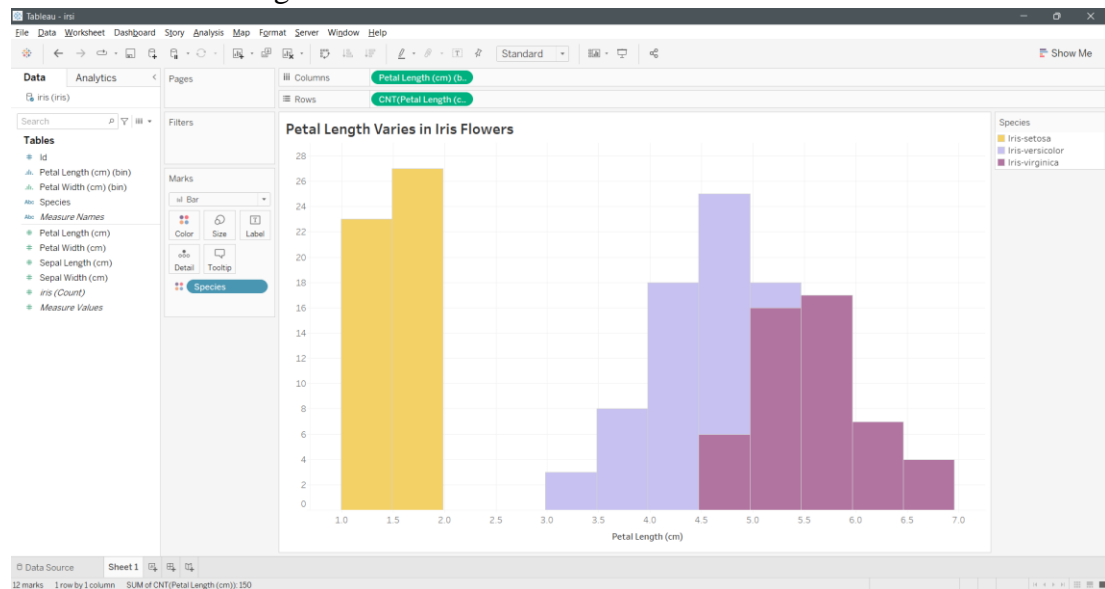 Tableau - irsi
File Data Worksheet Dashboard Story Analysis Map Format Server Window Help
Standard
Show Me
Data Analytics
Pages
Columns
Petal Length (cm) (b..
iris (iris)
Rows
CNT(Petal Length (c..
Search
Filters
Petal Length Varies in Iris Flowers
Species
Tables
Iris-setosa
Iris-versicolor
Iris-virginica
Id
Petal Length (cm) (bin)
Petal Width (cm) (bin)
Species
Measure Names
Petal Length (cm)
Petal Width (cm)
Sepal Length (cm)
Sepal Width (cm)
iris (Count)
Measure Values
Marks
Bar
Color Size Label
Detail Tooltip
Species
28
26
24
22
20
18
16
14
12
10
8
6
4
2
0
1.0 1.5 2.0 2.5 3.0 3.5 4.0 4.5 5.0 5.5 6.0 6.5 7.0
Petal Length (cm)
Data Source Sheet 1
12 marks 1 row by 1 column SUM of CNT(Petal Length (cm)): 150